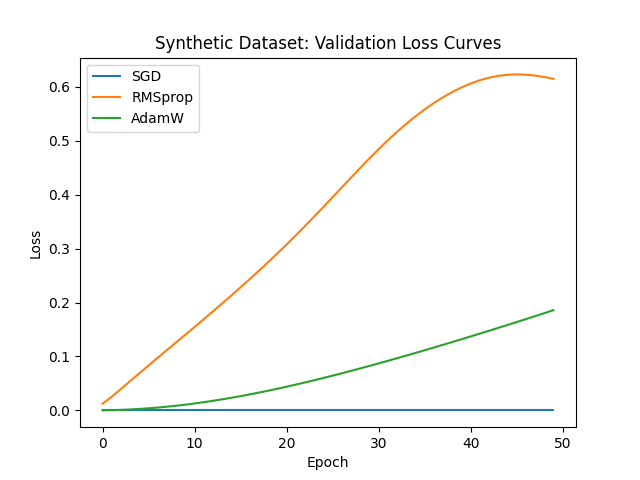 Synthetic Dataset: Validation Loss Curves
SGD
RMSprop
AdamW
0.6
0.5
0.4
0.3
0.2
0.1
0.0
Loss
0 10 20 30 40 50
Epoch